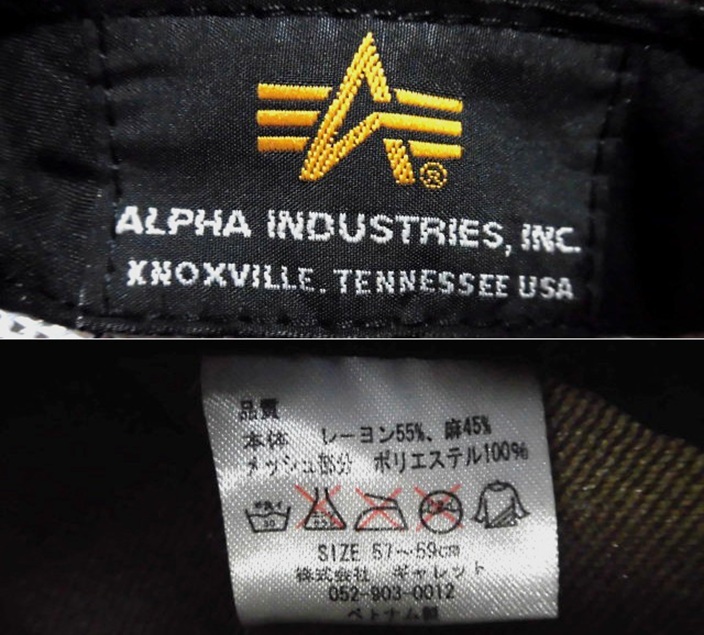 ®
ALPHA INDUSTRIES, INC.
KNOXVILLE. TENNESSEE USA
品質
本体 レーヨン55%、麻45%
メッシュ部分 ポリエステル100%
SIZE 57～59cm
株式会社 ギャレット
052-903-0012
ベトナム製